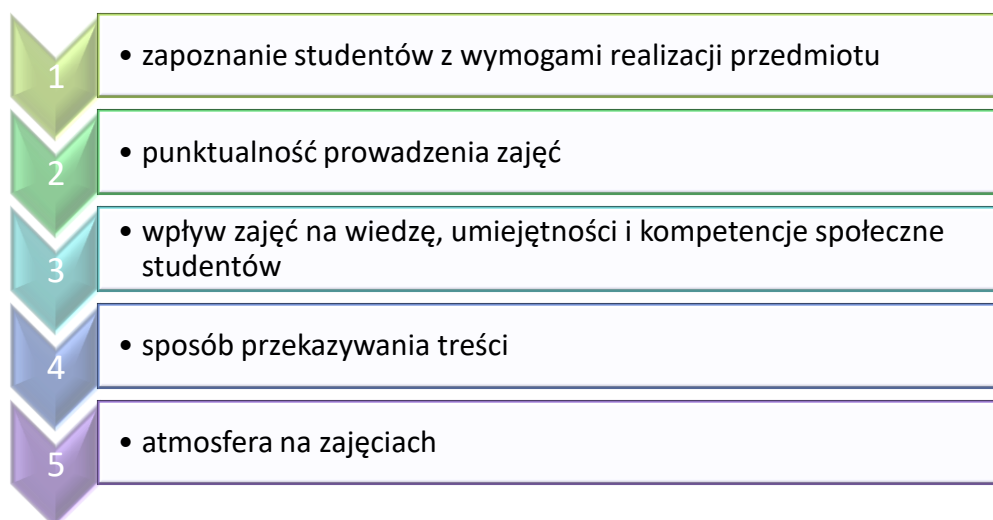 1
• zapoznanie studentów z wymogami realizacji przedmiotu
2
• punktualność prowadzenia zajęć
3
• wpływ zajęć na wiedzę, umiejętności i kompetencje społeczne
studentów
4
• sposób przekazywania treści
5
• atmosfera na zajęciach